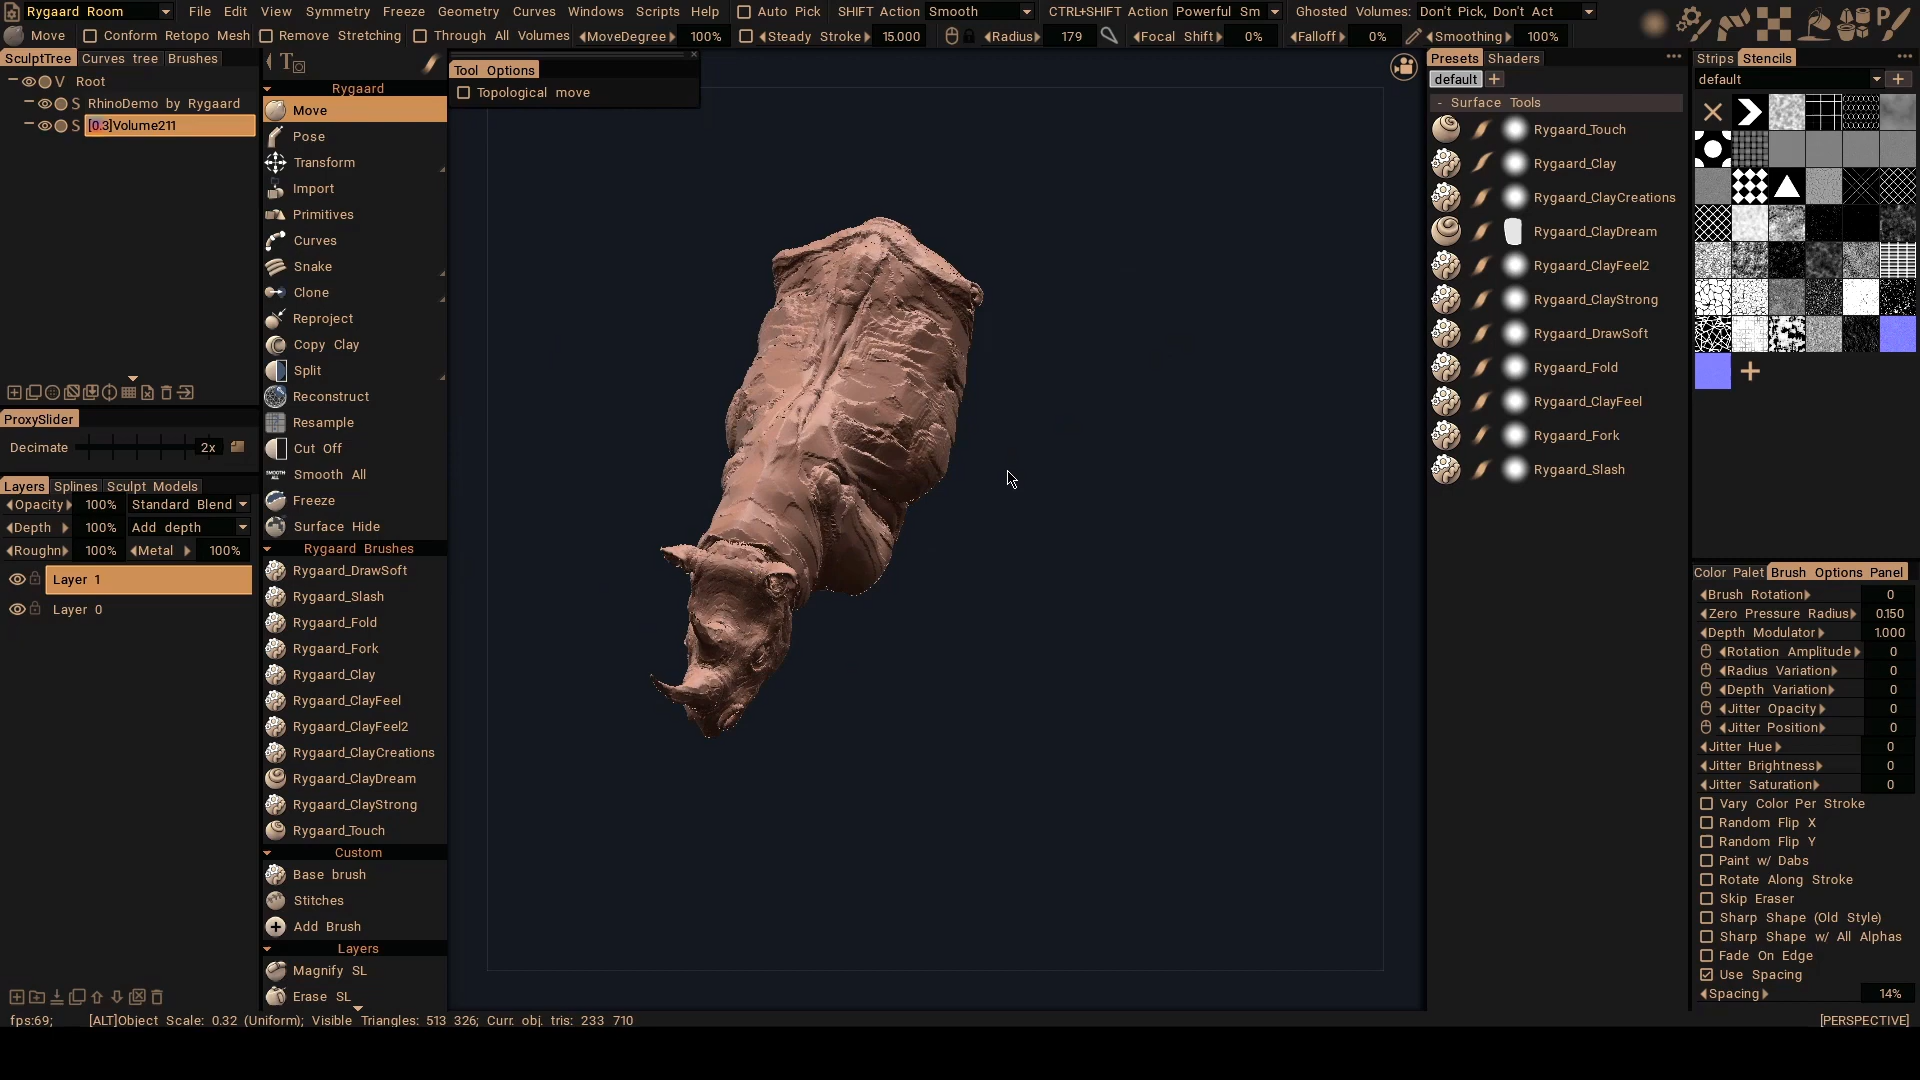 Rygaard Room File Edit View Symmetry Freeze Geometry Curves Windows Scripts Help Auto Pick SHIFT Action Smooth CTRL+SHIFT Action Powerful Sm Ghosted Volumes: Don't Pick, Don't Act
Move Conform Retopo Mesh Remove Stretching Through All Volumes MoveDegree 100% Steady Stroke 15.000 Radius 179 Focal Shift 0% Falloff 0% Smoothing 100%
SculptTree Curves tree Brushes
V Root
S RhinoDemo by Rygaard
S [0.3]Volume211
ProxySlider
Decimate 2x
Layers Splines Sculpt Models
Opacity 100% Standard Blend
Depth 100% Add depth
Roughn 100% Metal 100%
Layer 1
Layer 0
Rygaard
Move
Pose
Transform
Import
Primitives
Curves
Snake
Clone
Reproject
Copy Clay
Split
Reconstruct
Resample
Cut Off
SMOOTH ALL Smooth All
Freeze
Surface Hide
Rygaard Brushes
Rygaard_DrawSoft
Rygaard_Slash
Rygaard_Fold
Rygaard_Fork
Rygaard_Clay
Rygaard_ClayFeel
Rygaard_ClayFeel2
Rygaard_ClayCreations
Rygaard_ClayDream
Rygaard_ClayStrong
Rygaard_Touch
Custom
Base brush
Stitches
Add Brush
Layers
Magnify SL
Erase SL
Tool Options
Topological move
Presets Shaders
default +
- Surface Tools
Rygaard_Touch
Rygaard_Clay
Rygaard_ClayCreations
Rygaard_ClayDream
Rygaard_ClayFeel2
Rygaard_ClayStrong
Rygaard_DrawSoft
Rygaard_Fold
Rygaard_ClayFeel
Rygaard_Fork
Rygaard_Slash
Strips Stencils
default
Color Palet Brush Options Panel
Brush Rotation 0
Zero Pressure Radius 0.150
Depth Modulator 1.000
Rotation Amplitude 0
Radius Variation 0
Depth Variation 0
Jitter Opacity 0
Jitter Position 0
Jitter Hue 0
Jitter Brightness 0
Jitter Saturation 0
Vary Color Per Stroke
Random Flip X
Random Flip Y
Paint w/ Dabs
Rotate Along Stroke
Skip Eraser
Sharp Shape (Old Style)
Sharp Shape w/ All Alphas
Fade On Edge
Use Spacing
Spacing 14%
fps:69; [ALT]Object Scale: 0.32 (Uniform); Visible Triangles: 513 326; Curr. obj. tris: 233 710 [PERSPECTIVE]